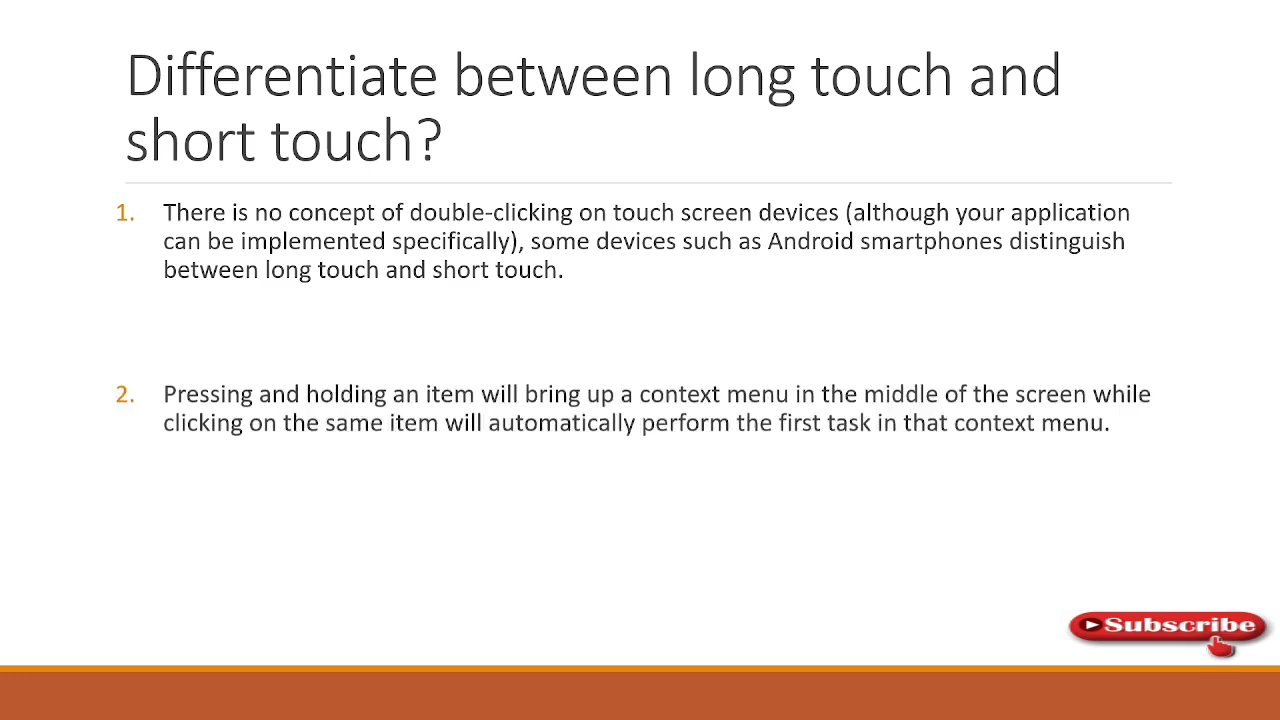 Differentiate between long touch and
short touch?
1. There is no concept of double-clicking on touch screen devices (although your application
can be implemented specifically), some devices such as Android smartphones distinguish
between long touch and short touch.
2. Pressing and holding an item will bring up a context menu in the middle of the screen while
clicking on the same item will automatically perform the first task in that context menu.
Subscribe